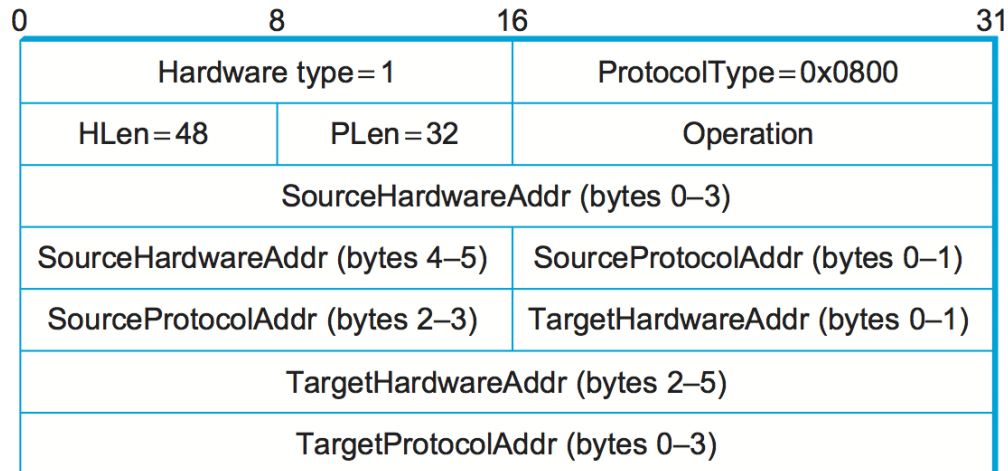 0 8 16 31
Hardware type=1 ProtocolType=0x0800
HLen=48 PLen=32 Operation
SourceHardwareAddr (bytes 0–3)
SourceHardwareAddr (bytes 4–5) SourceProtocolAddr (bytes 0–1)
SourceProtocolAddr (bytes 2–3) TargetHardwareAddr (bytes 0–1)
TargetHardwareAddr (bytes 2–5)
TargetProtocolAddr (bytes 0–3)